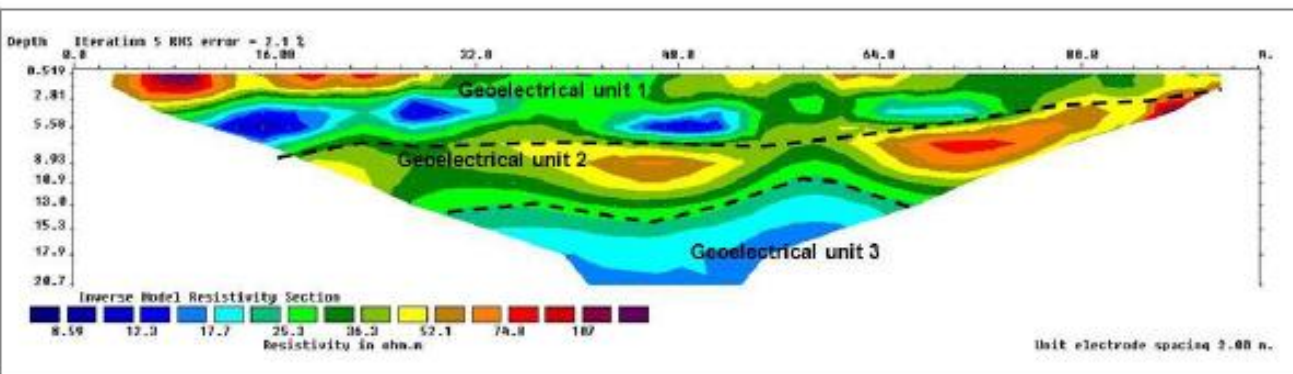 Depth Iteration 5 RMS error = 2.1 %
0.0 16.00 32.0 48.0 64.0 80.0 m.
0.519
2.81
5.58
8.93
10.9
13.0
15.3
17.9
20.7
Geoelectrical unit 1
Geoelectrical unit 2
Geoelectrical unit 3
Inverse Model Resistivity Section
8.59 12.3 17.7 25.3 36.3 52.1 74.8 107
Resistivity in ohm.m
Unit electrode spacing 2.00 m.